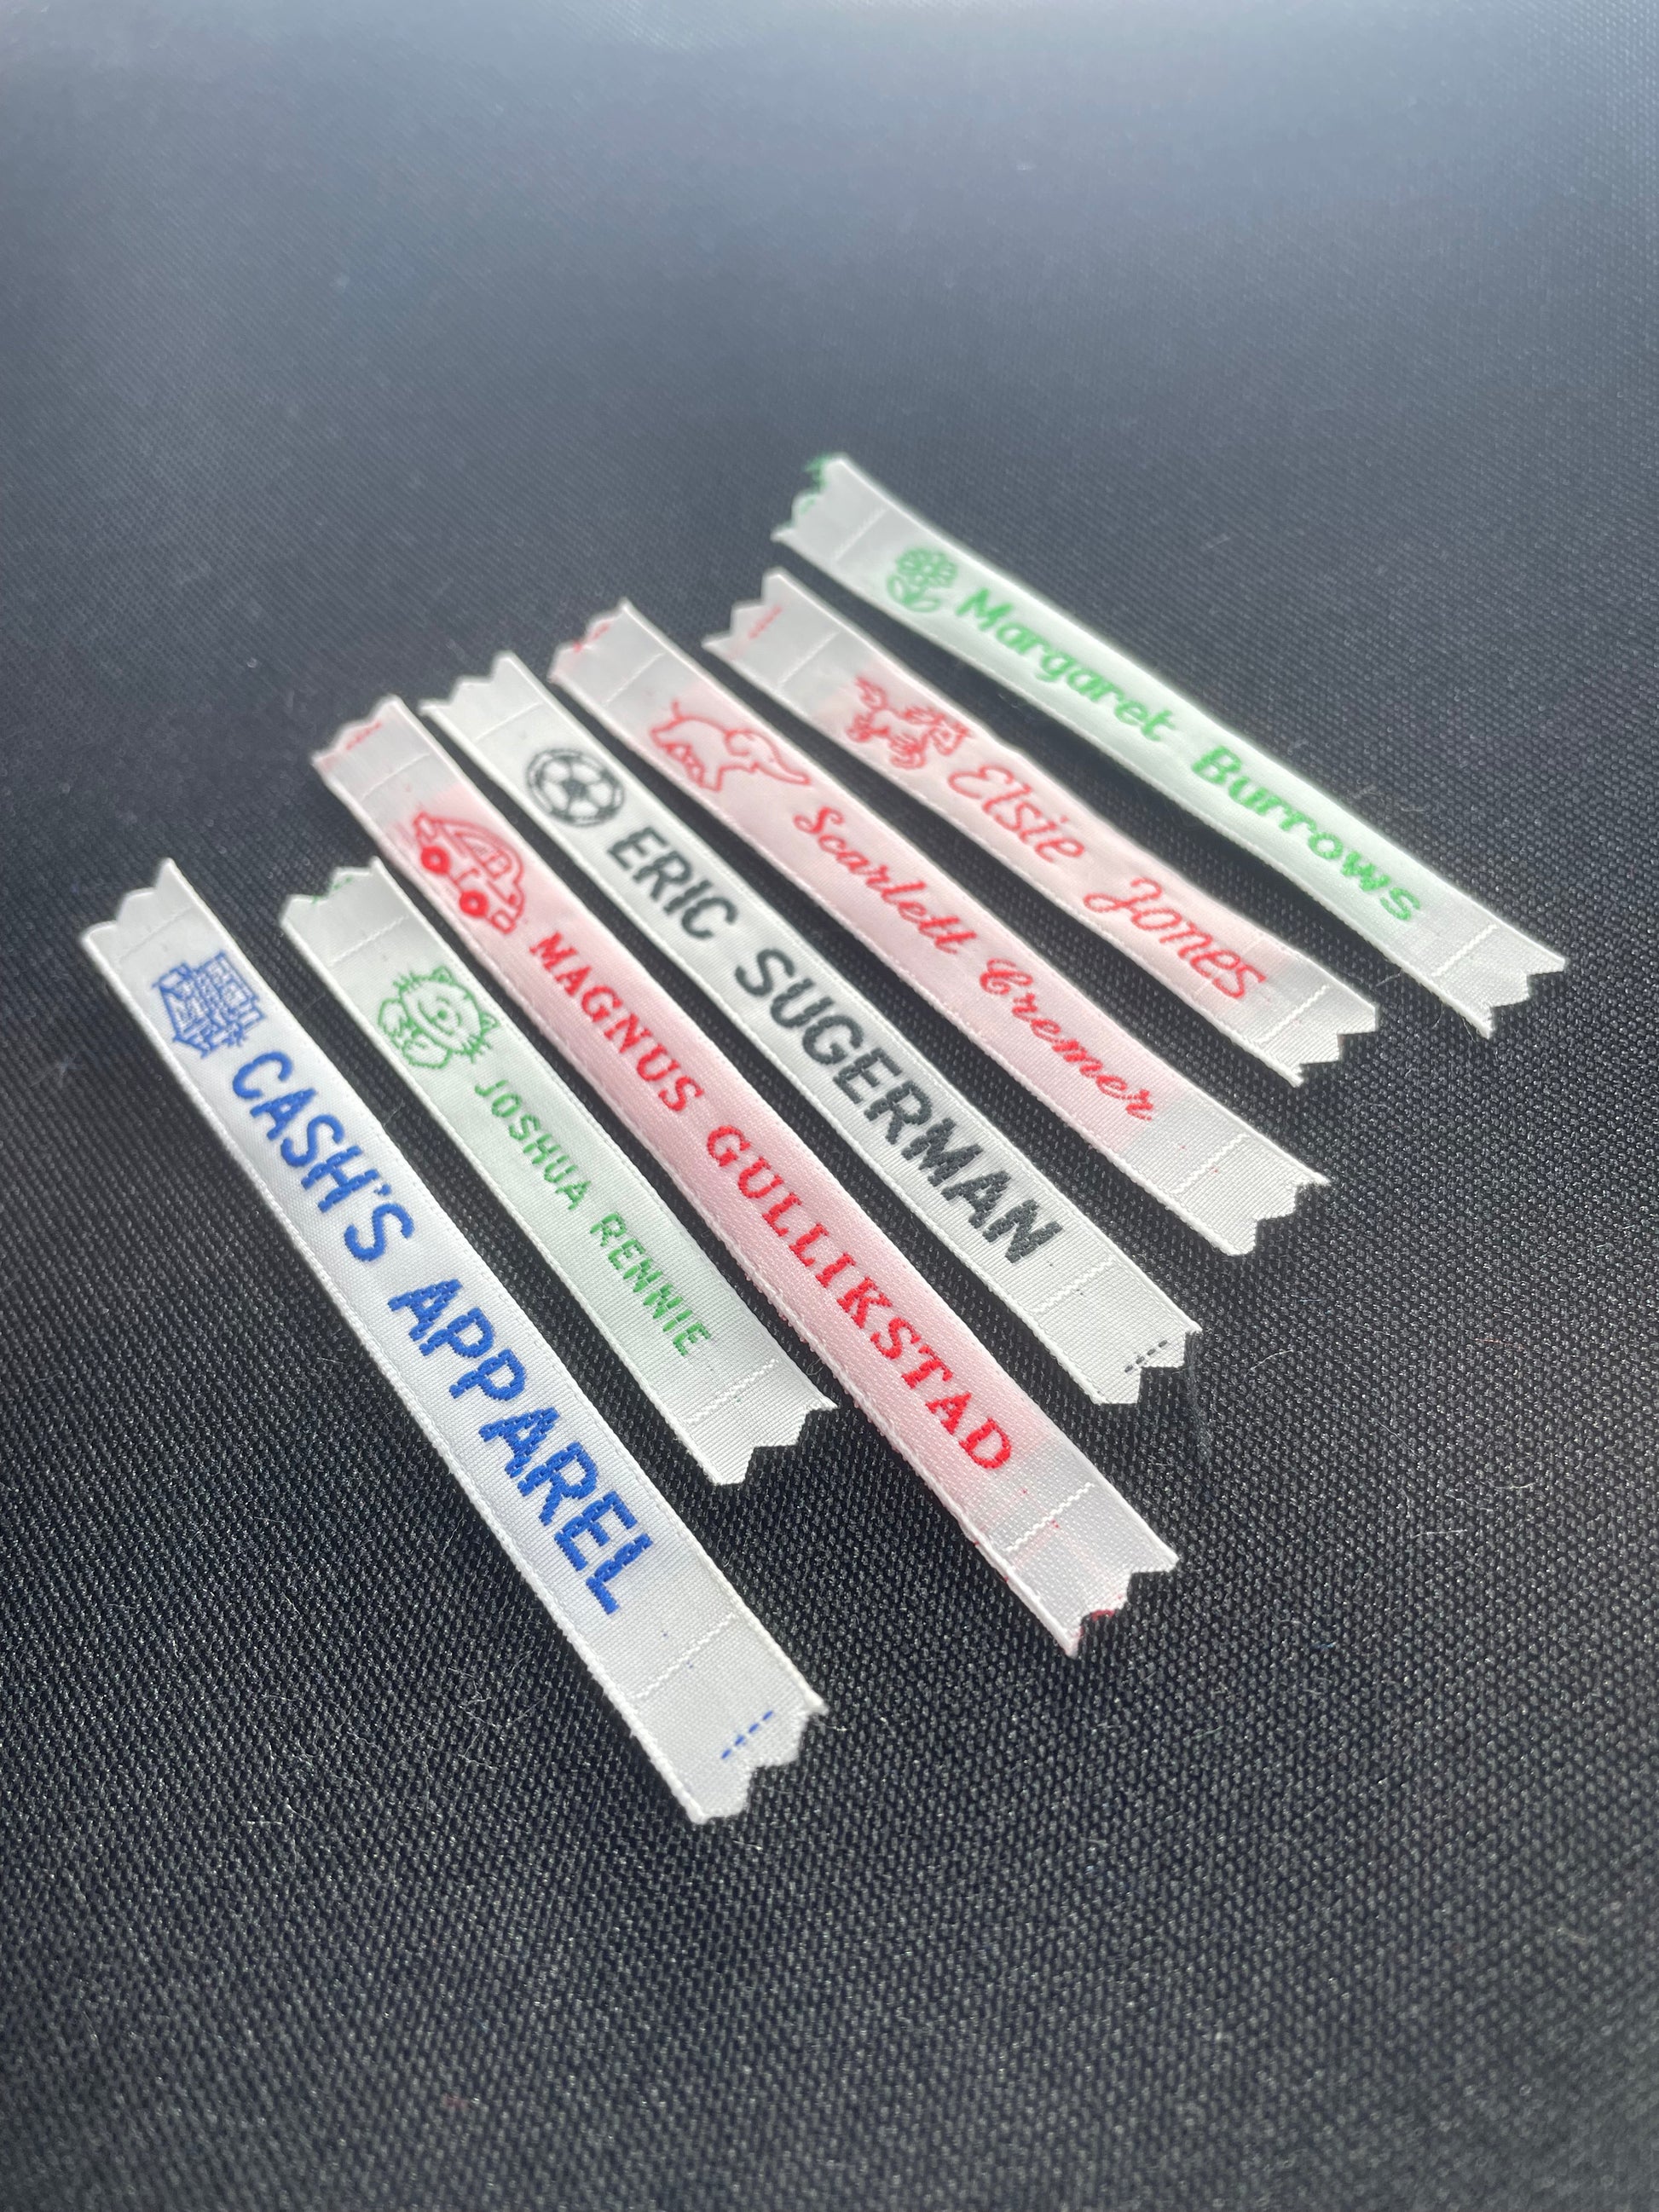 CASH'S APPAREL
JOSHUA RENNIE
MAGNUS GULLIKSTAD
ERIC SUGERMAN
Scarlett Cremer
Elsie Jones
Margaret Burrows